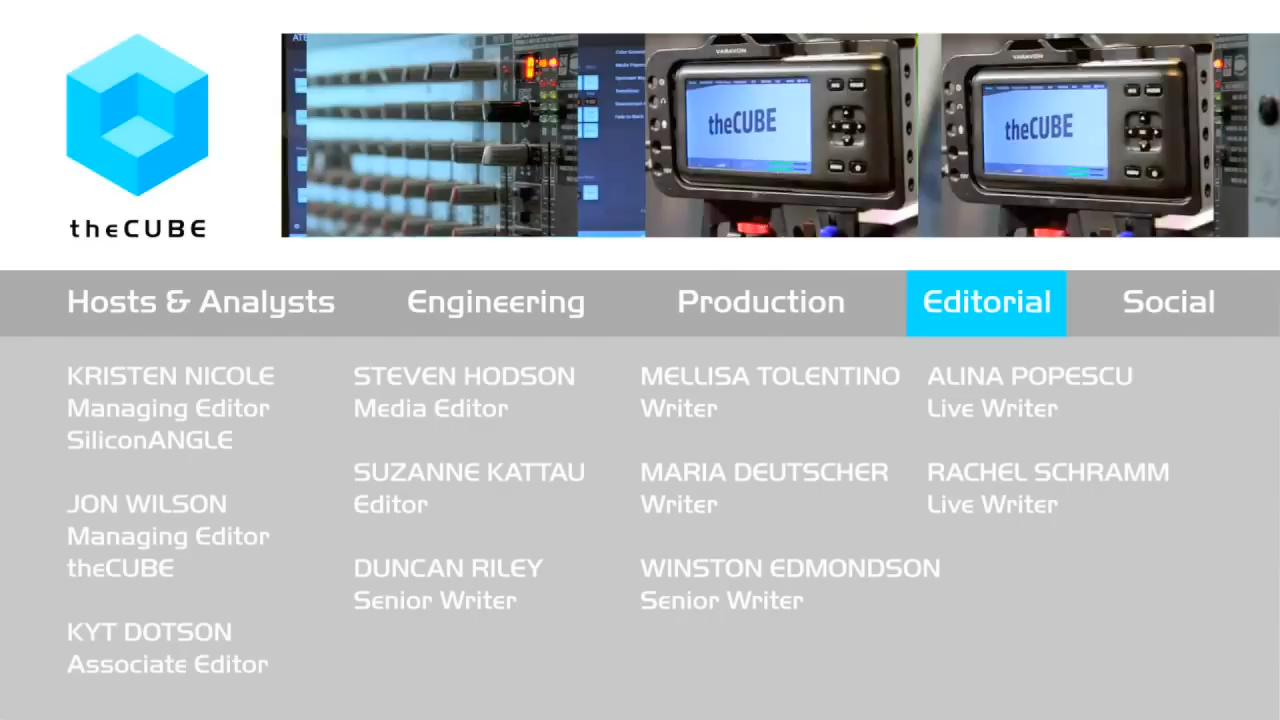 theCUBE
VARAVON
theCUBE
VARAVON
theCUBE
Hosts & Analysts
Engineering
Production
Editorial
Social
KRISTEN NICOLE
Managing Editor
SiliconANGLE
JON WILSON
Managing Editor
theCUBE
KYT DOTSON
Associate Editor
STEVEN HODSON
Media Editor
SUZANNE KATTAU
Editor
DUNCAN RILEY
Senior Writer
MELLISA TOLENTINO
Writer
MARIA DEUTSCHER
Writer
WINSTON EDMONDSON
Senior Writer
ALINA POPESCU
Live Writer
RACHEL SCHRAMM
Live Writer